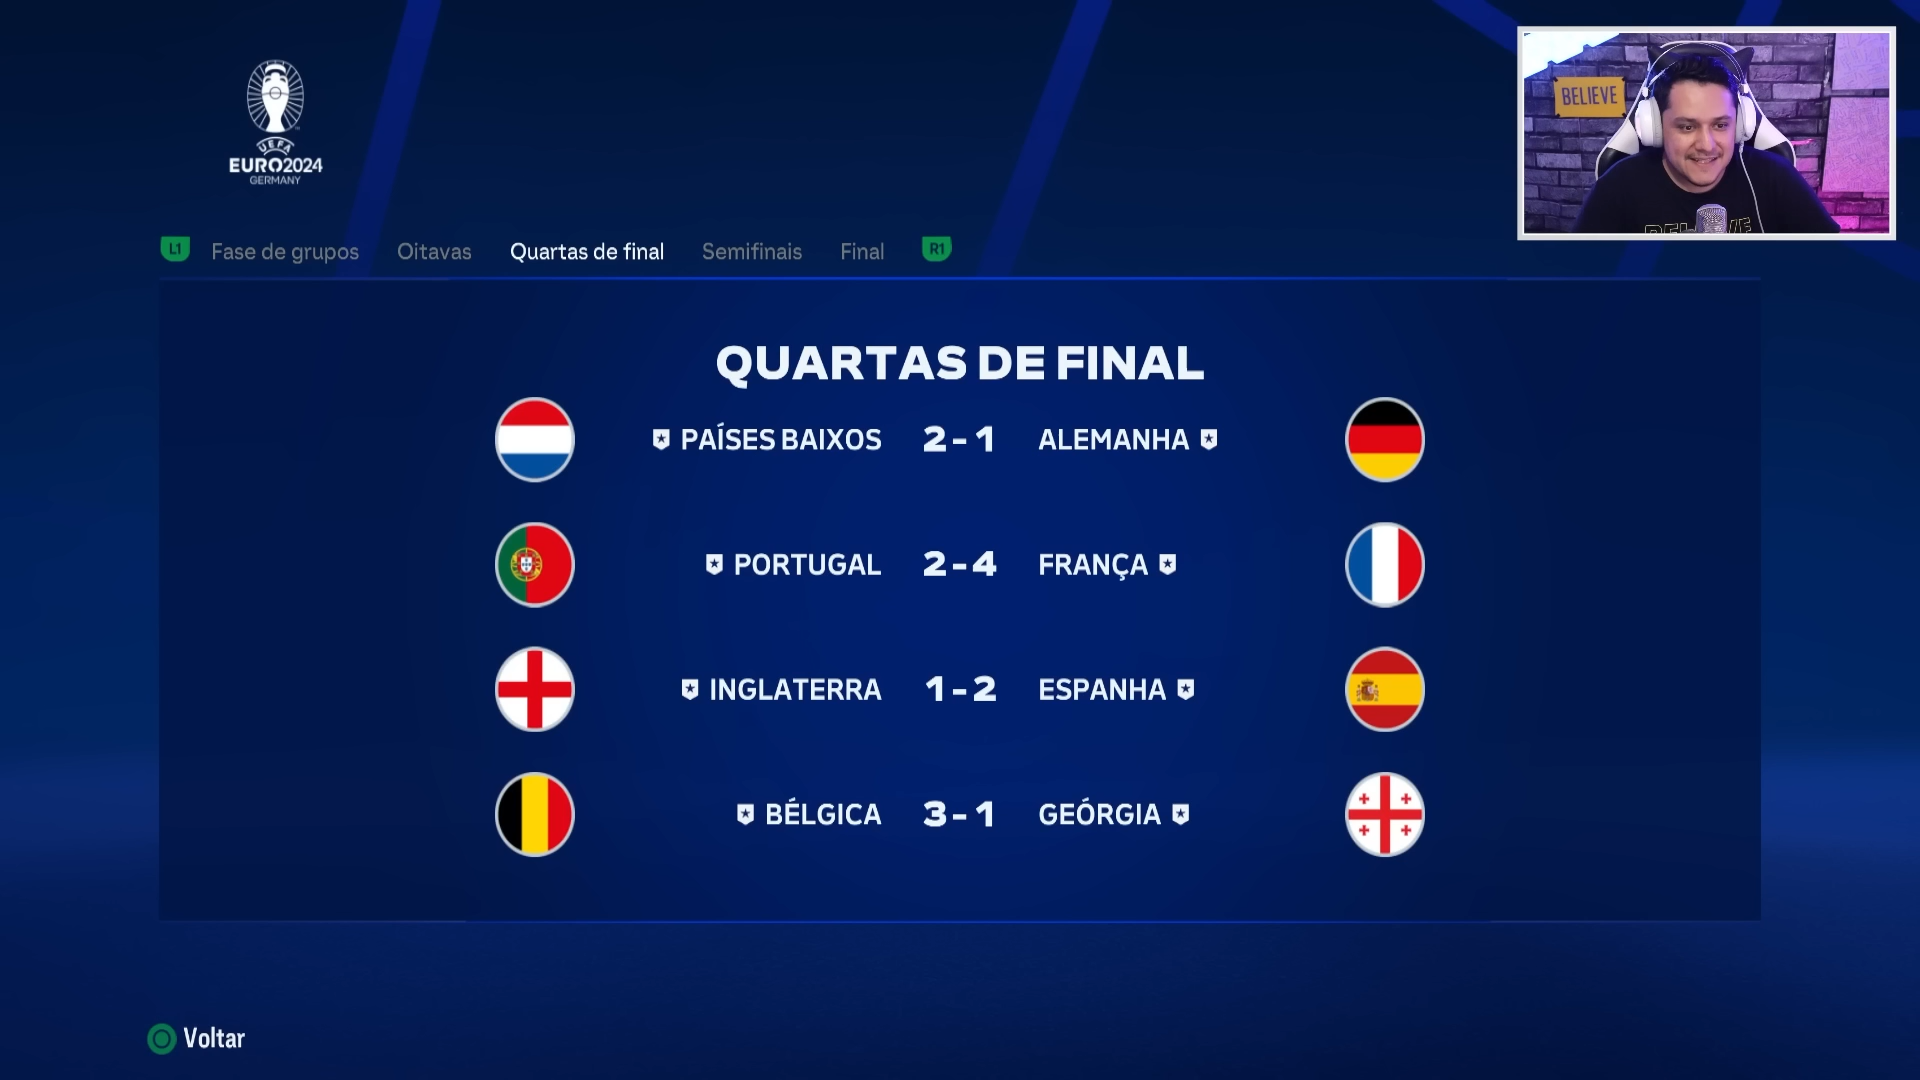 UEFA
EURO2024
GERMANY
BELIEVE
L1 Fase de grupos Oitavas Quartas de final Semifinais Final R1
QUARTAS DE FINAL
PAÍSES BAIXOS 2 - 1 ALEMANHA
PORTUGAL 2 - 4 FRANÇA
INGLATERRA 1 - 2 ESPANHA
BÉLGICA 3 - 1 GEÓRGIA
Voltar